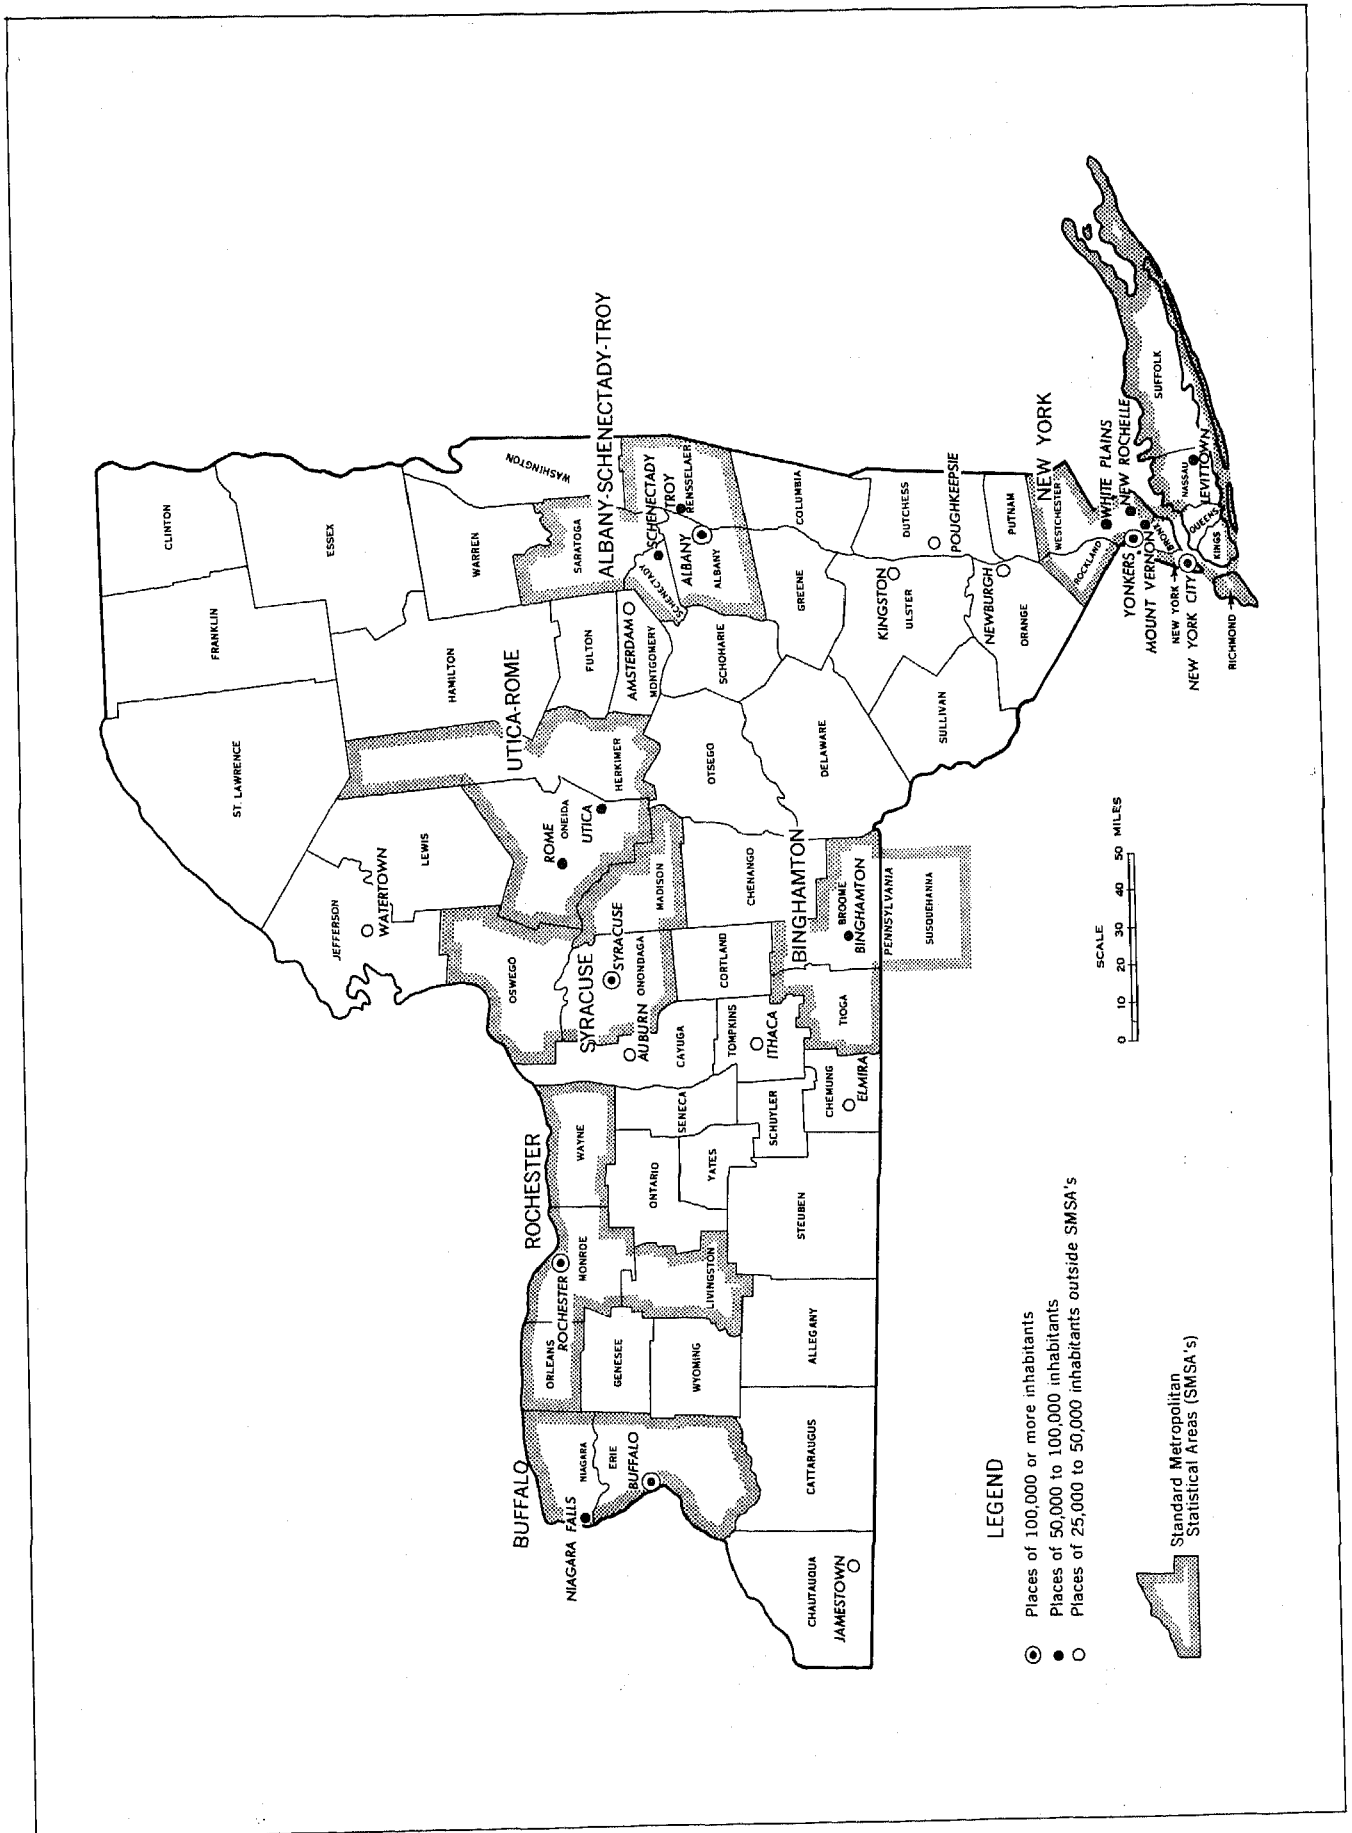 CLINTON
FRANKLIN
ST. LAWRENCE
ESSEX
HAMILTON
WARREN
WASHINGTON
JEFFERSON
WATERTOWN
LEWIS
UTICA-ROME
HERKIMER
ONEIDA
ROME
UTICA
SARATOGA
FULTON
AMSTERDAM
MONTGOMERY
ALBANY-SCHENECTADY-TROY
SCHENECTADY
SCHENECTADY
TROY
RENSSELAER
ALBANY
ALBANY
SCHOHARIE
OTSEGO
OSWEGO
SYRACUSE
SYRACUSE
ONONDAGA
MADISON
AUBURN
CAYUGA
ROCHESTER
WAYNE
MONROE
ROCHESTER
ORLEANS
BUFFALO
NIAGARA
NIAGARA FALLS
ERIE
BUFFALO
GENESEE
WYOMING
LIVINGSTON
ONTARIO
YATES
SENECA
CORTLAND
CHENANGO
TOMPKINS
ITHACA
SCHUYLER
CHEMUNG
ELMIRA
STEUBEN
ALLEGANY
CATTARAUGUS
CHAUTAUQUA
JAMESTOWN
TIOGA
BINGHAMTON
BROOME
BINGHAMTON
PENNSYLVANIA
SUSQUEHANNA
DELAWARE
GREENE
COLUMBIA
KINGSTON
ULSTER
DUTCHESS
POUGHKEEPSIE
SULLIVAN
NEWBURGH
ORANGE
PUTNAM
NEW YORK
WESTCHESTER
ROCKLAND
WHITE PLAINS
NEW ROCHELLE
YONKERS
MOUNT VERNON
BRONX
NEW YORK
NEW YORK CITY
QUEENS
KINGS
RICHMOND
NASSAU
LEVITTOWN
SUFFOLK
SCALE
0 10 20 30 40 50 MILES
LEGEND
Places of 100,000 or more inhabitants
Places of 50,000 to 100,000 inhabitants
Places of 25,000 to 50,000 inhabitants outside SMSA's
Standard Metropolitan
Statistical Areas (SMSA's)